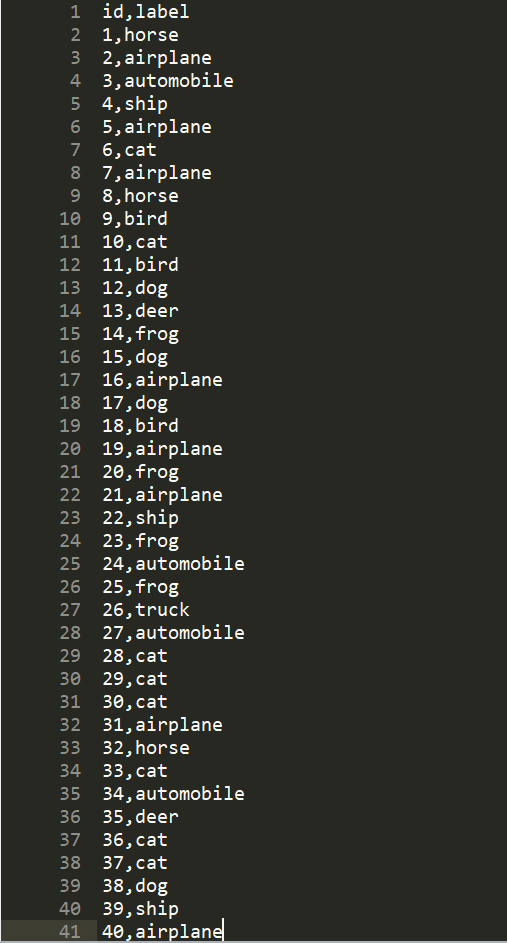 1 id,label
2 1,horse
3 2,airplane
4 3,automobile
5 4,ship
6 5,airplane
7 6,cat
8 7,airplane
9 8,horse
10 9,bird
11 10,cat
12 11,bird
13 12,dog
14 13,deer
15 14,frog
16 15,dog
17 16,airplane
18 17,dog
19 18,bird
20 19,airplane
21 20,frog
22 21,airplane
23 22,ship
24 23,frog
25 24,automobile
26 25,frog
27 26,truck
28 27,automobile
29 28,cat
30 29,cat
31 30,cat
32 31,airplane
33 32,horse
34 33,cat
35 34,automobile
36 35,deer
37 36,cat
38 37,cat
39 38,dog
40 39,ship
41 40,airplane